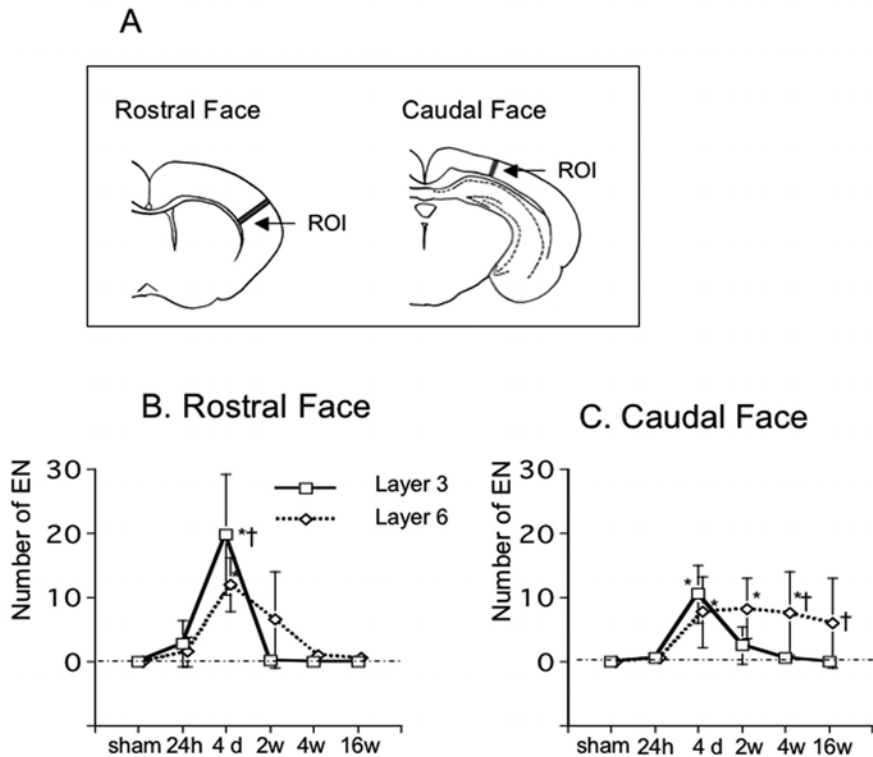 A
Rostral Face
Caudal Face
ROI
ROI
B. Rostral Face
C. Caudal Face
Number of EN
30
20
10
0
Layer 3
Layer 6
*†
*
sham 24h 4 d 2w 4w 16w
Number of EN
30
20
10
0
*
*
*
*†
†
sham 24h 4 d 2w 4w 16w